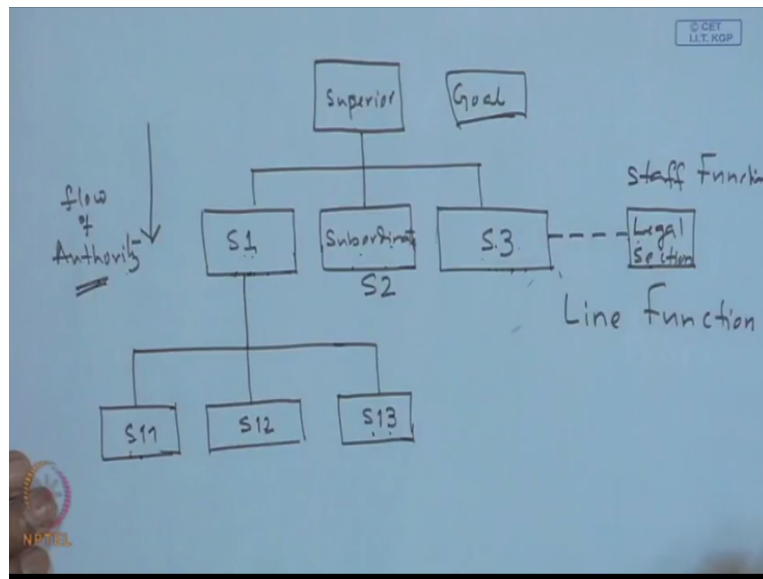 © CET
I.I.T. KGP
Superior
Goal
Staff Functi
flow
of
Authority
S1
Subordinate
S.3
Legal
Section
S2
Line Function
S11
S12
S13
NPTEL